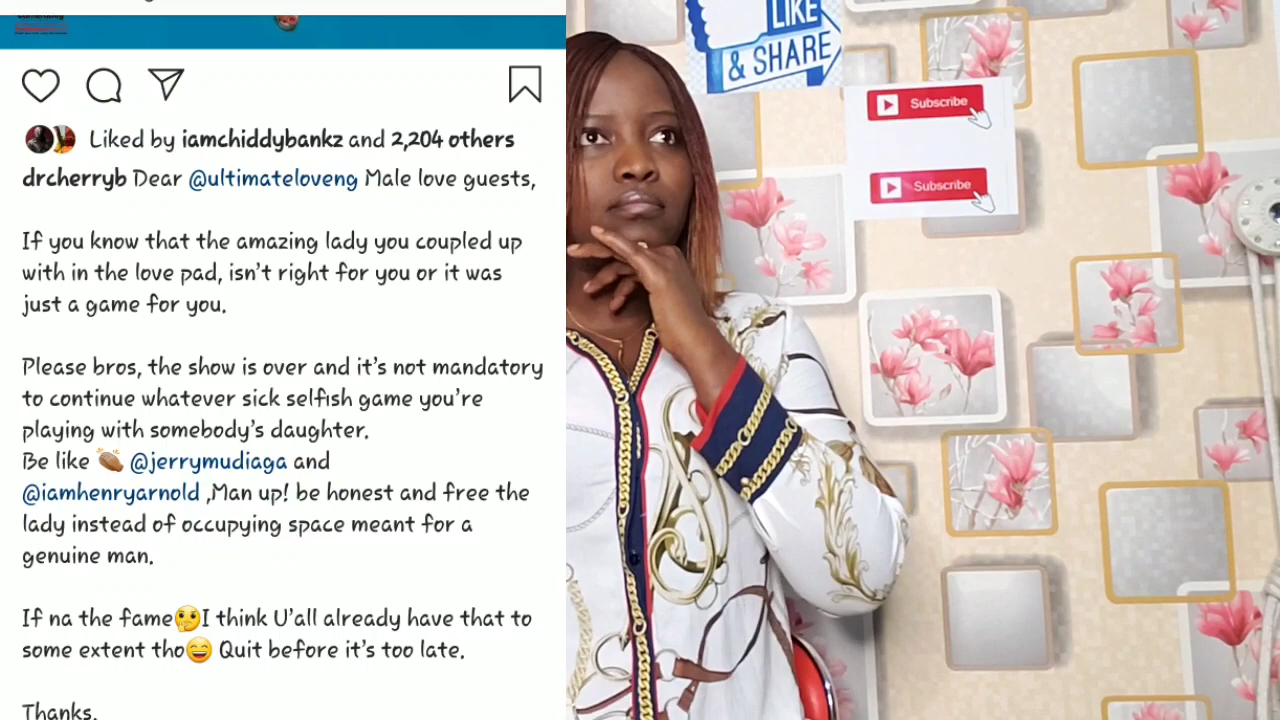 Liked by iamchiddybankz and 2,204 others
drcherryb Dear @ultimateloveng Male love guests,
If you know that the amazing lady you coupled up
with in the love pad, isn't right for you or it was
just a game for you.
Please bros, the show is over and it's not mandatory
to continue whatever sick selfish game you're
playing with somebody's daughter.
Be like 👏🏽 @jerrymudiaga and
@iamhenryarnold ,Man up! be honest and free the
lady instead of occupying space meant for a
genuine man.
If na the fame🤔I think U'all already have that to
some extent tho😄 Quit before it's too late.
Thanks.
LIKE
& SHARE
Subscribe
Subscribe